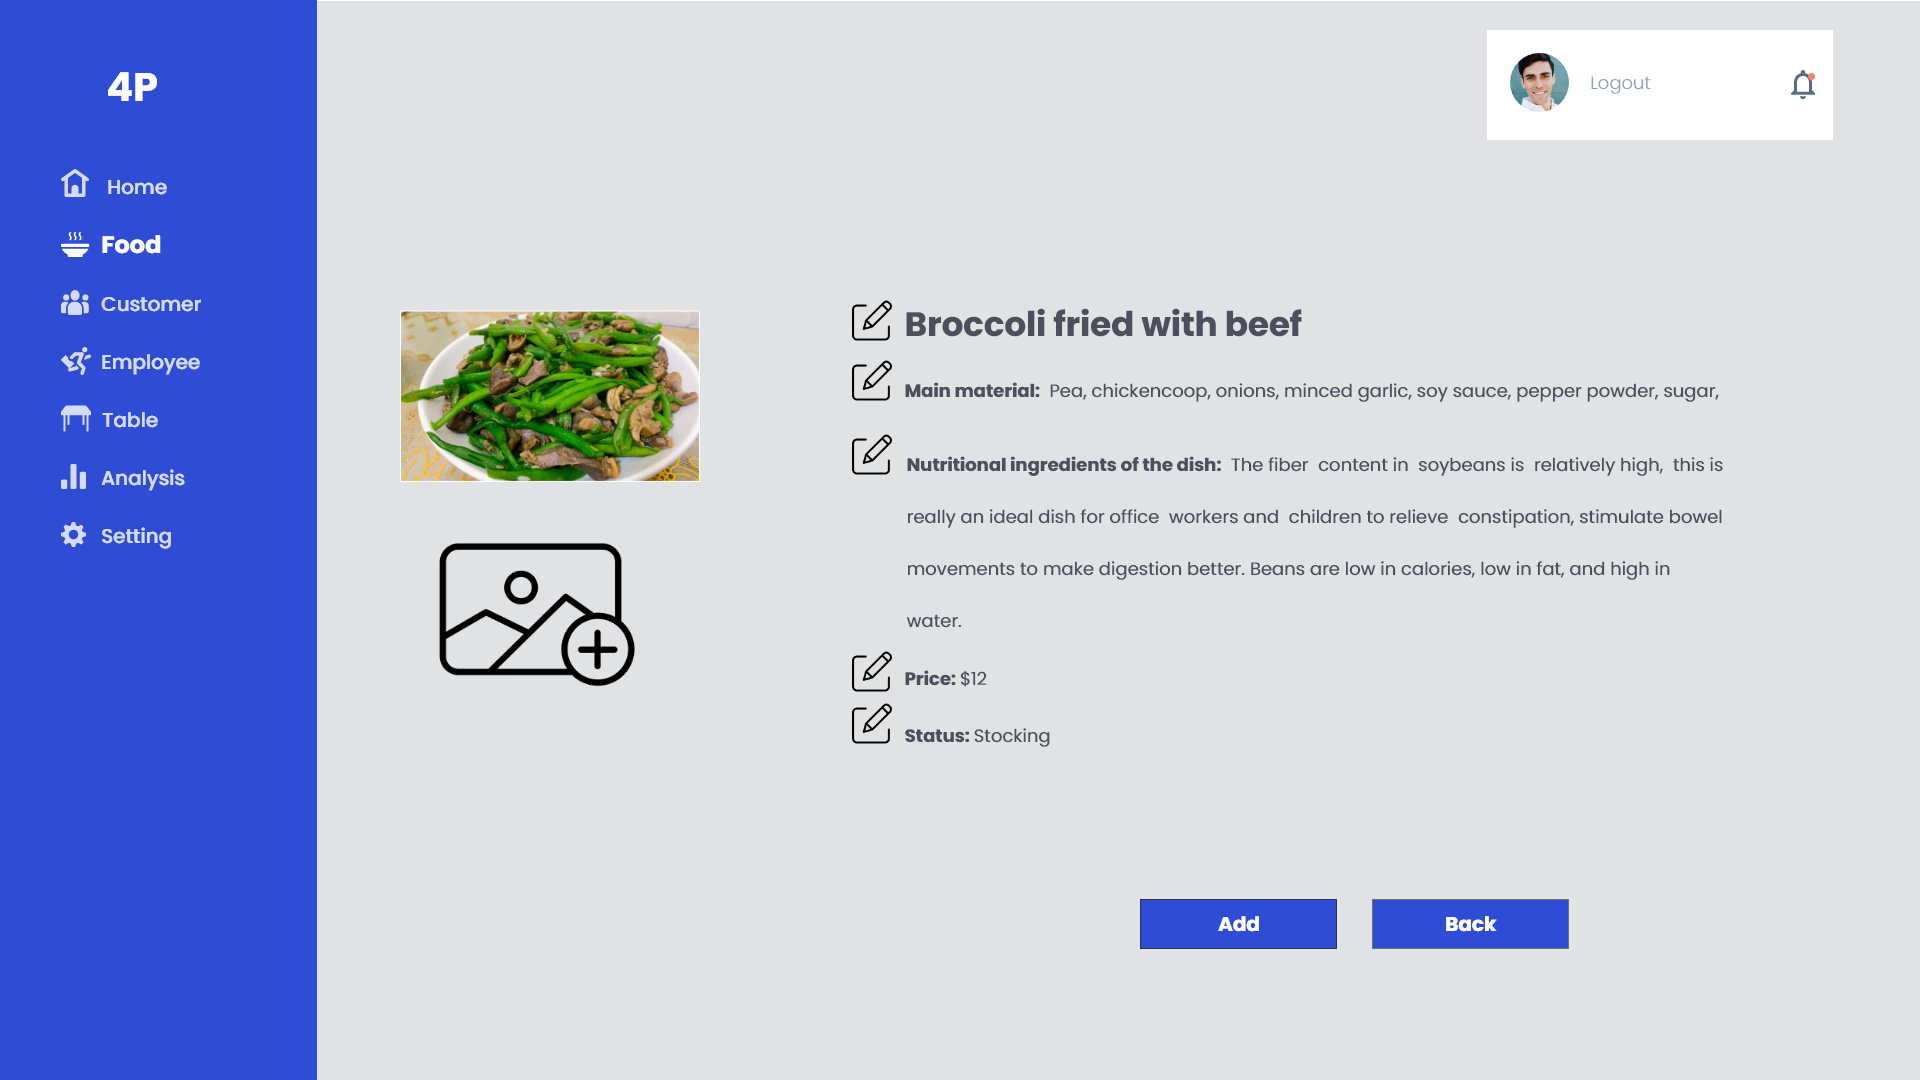 4P
Home
Food
Customer
Employee
Table
Analysis
Setting
Logout
Broccoli fried with beef
Main material: Pea, chickencoop, onions, minced garlic, soy sauce, pepper powder, sugar,
Nutritional ingredients of the dish: The fiber content in soybeans is relatively high, this is
really an ideal dish for office workers and children to relieve constipation, stimulate bowel
movements to make digestion better. Beans are low in calories, low in fat, and high in
water.
Price: $12
Status: Stocking
Add
Back